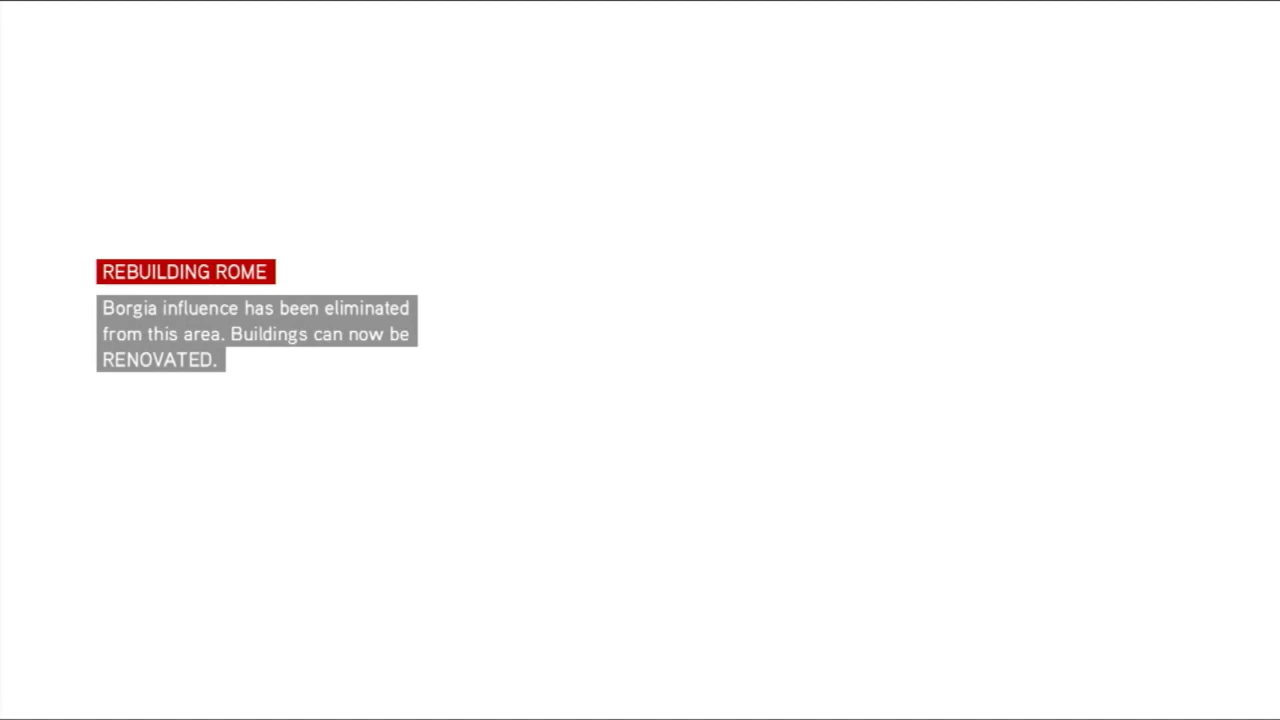 REBUILDING ROME
Borgia influence has been eliminated
from this area. Buildings can now be
RENOVATED.